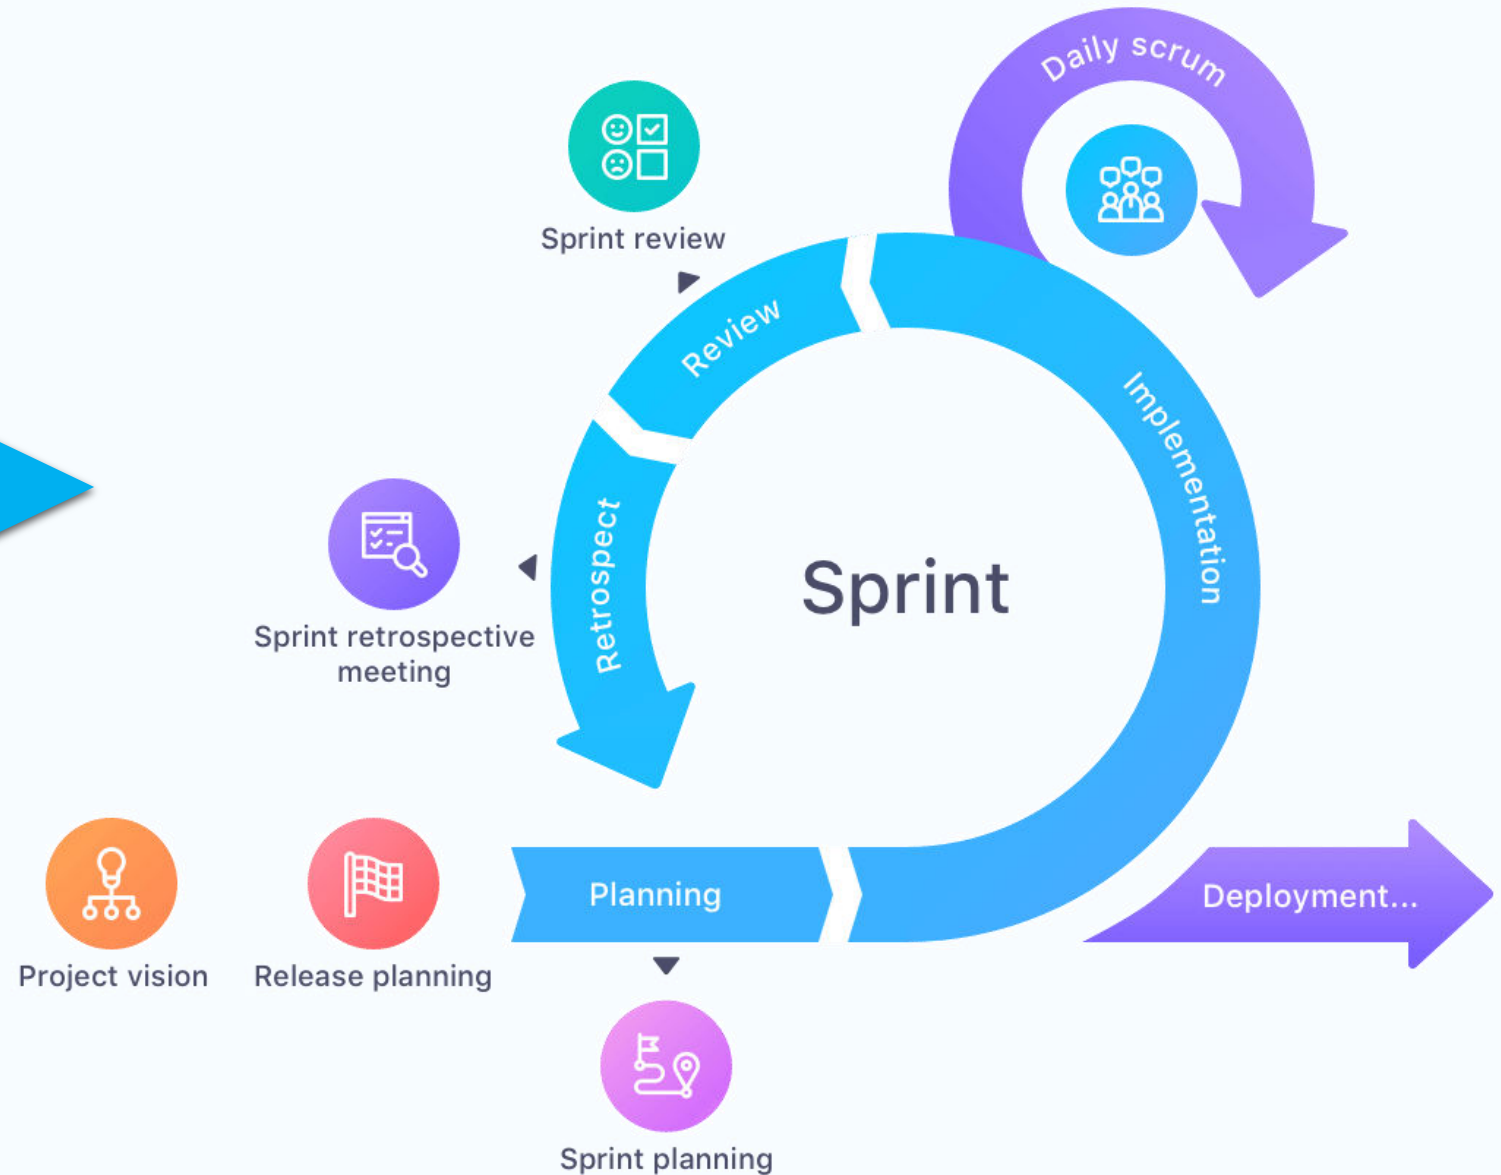 Daily scrum
Sprint review
Review
Implementation
Retrospect
Sprint
Sprint retrospective
meeting
Planning
Deployment...
Project vision
Release planning
Sprint planning